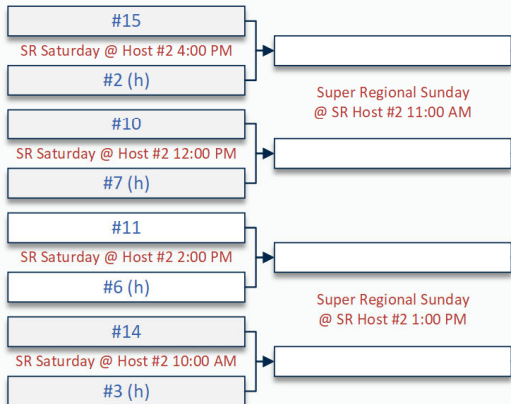 #15
SR Saturday @ Host #2 4:00 PM
#2 (h)
#10
SR Saturday @ Host #2 12:00 PM
#7 (h)
#11
SR Saturday @ Host #2 2:00 PM
#6 (h)
#14
SR Saturday @ Host #2 10:00 AM
#3 (h)
Super Regional Sunday
@ SR Host #2 11:00 AM
Super Regional Sunday
@ SR Host #2 1:00 PM